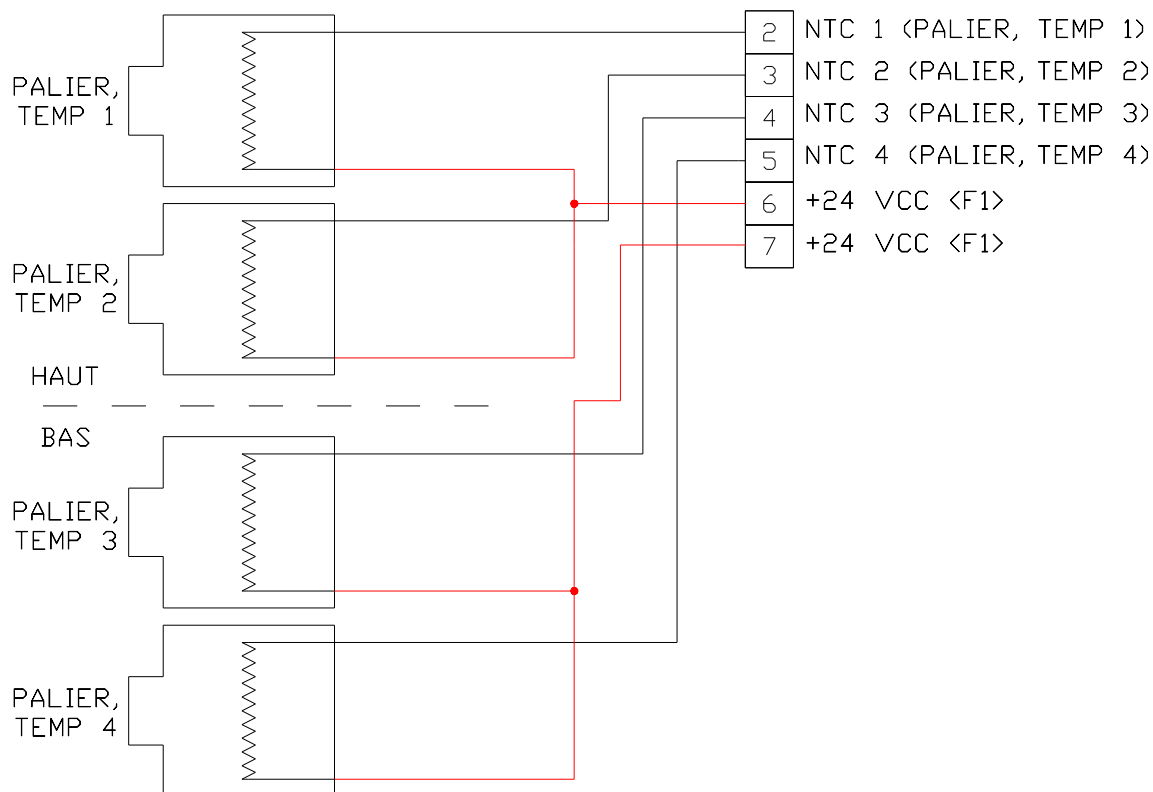 PALIER,
TEMP 1
PALIER,
TEMP 2
HAUT
BAS
PALIER,
TEMP 3
PALIER,
TEMP 4
2 NTC 1 (PALIER, TEMP 1)
3 NTC 2 (PALIER, TEMP 2)
4 NTC 3 (PALIER, TEMP 3)
5 NTC 4 (PALIER, TEMP 4)
6 +24 VCC <F1>
7 +24 VCC <F1>